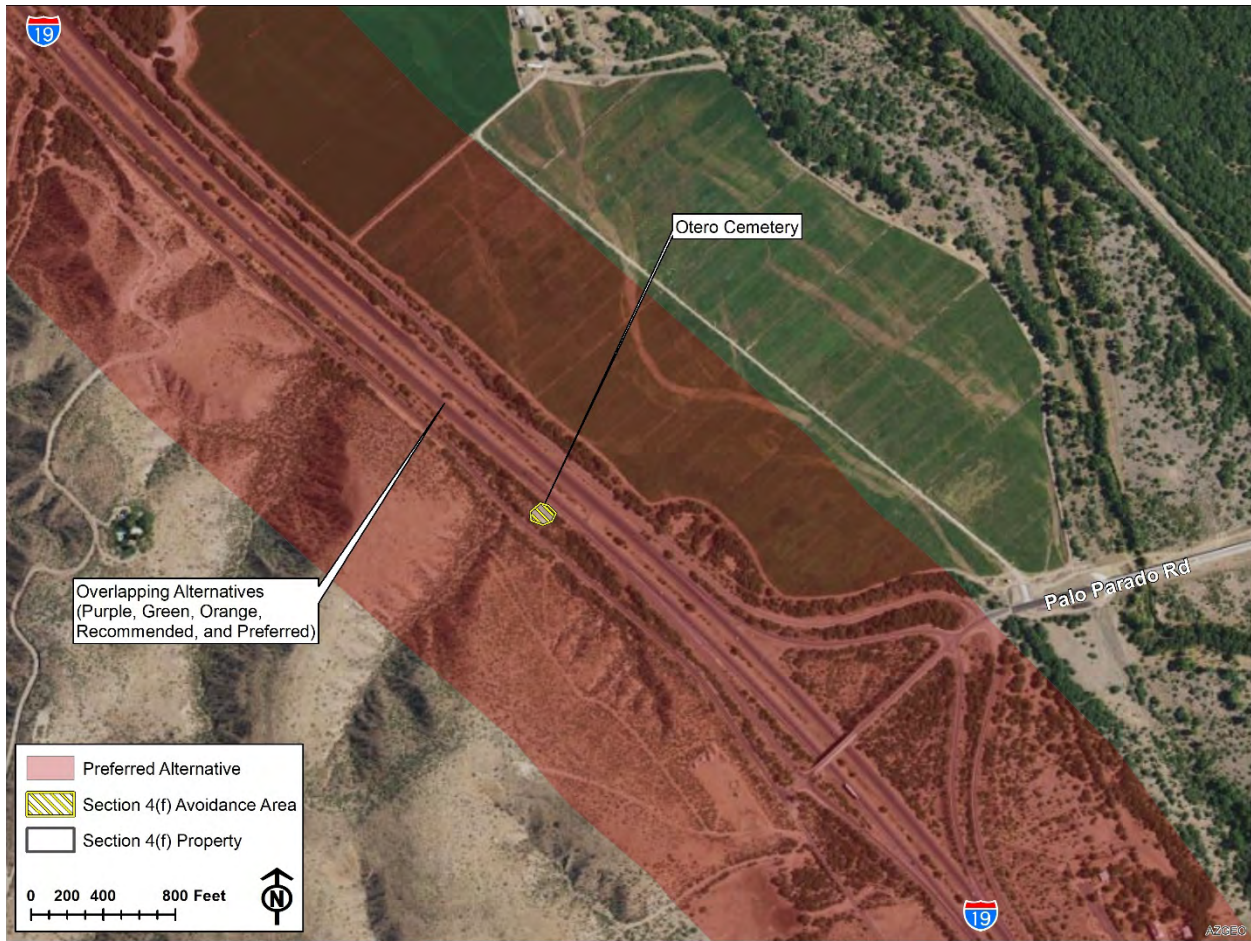 19
Otero Cemetery
Overlapping Alternatives
(Purple, Green, Orange,
Recommended, and Preferred)
Palo Parado Rd
Preferred Alternative
Section 4(f) Avoidance Area
Section 4(f) Property
0 200 400 800 Feet
N
19
AZGEO